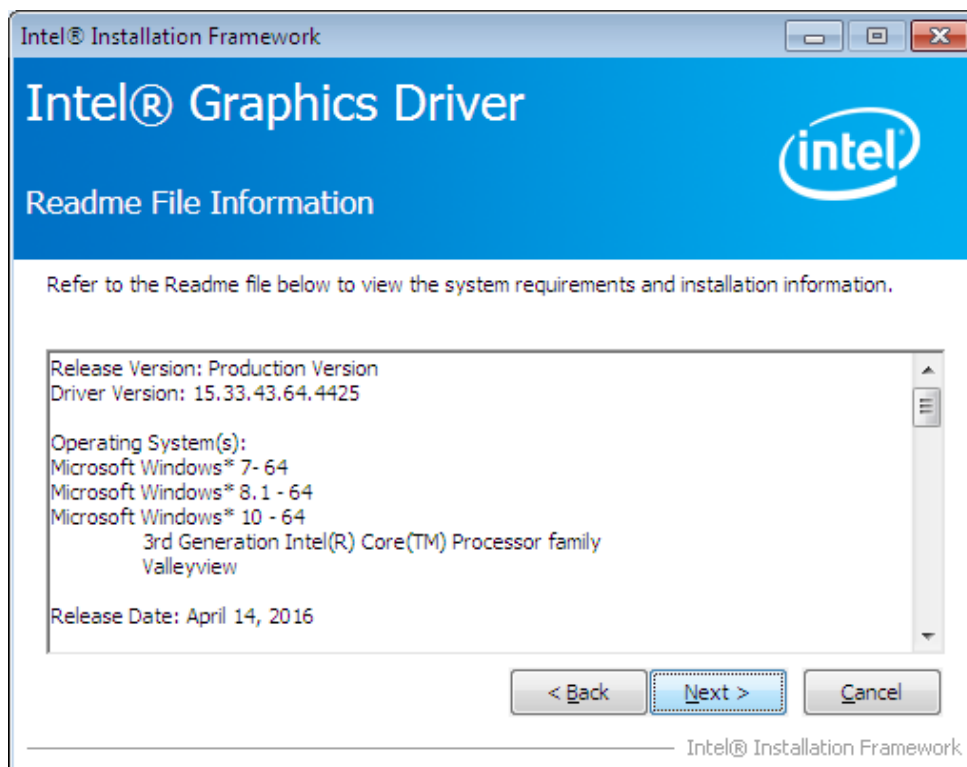 Intel® Installation Framework
Intel® Graphics Driver
intel®
Readme File Information
Refer to the Readme file below to view the system requirements and installation information.
Release Version: Production Version
Driver Version: 15.33.43.64.4425
Operating System(s):
Microsoft Windows* 7- 64
Microsoft Windows* 8.1 - 64
Microsoft Windows* 10 - 64
3rd Generation Intel(R) Core(TM) Processor family
Valleyview
Release Date: April 14, 2016
< Back Next > Cancel
Intel® Installation Framework